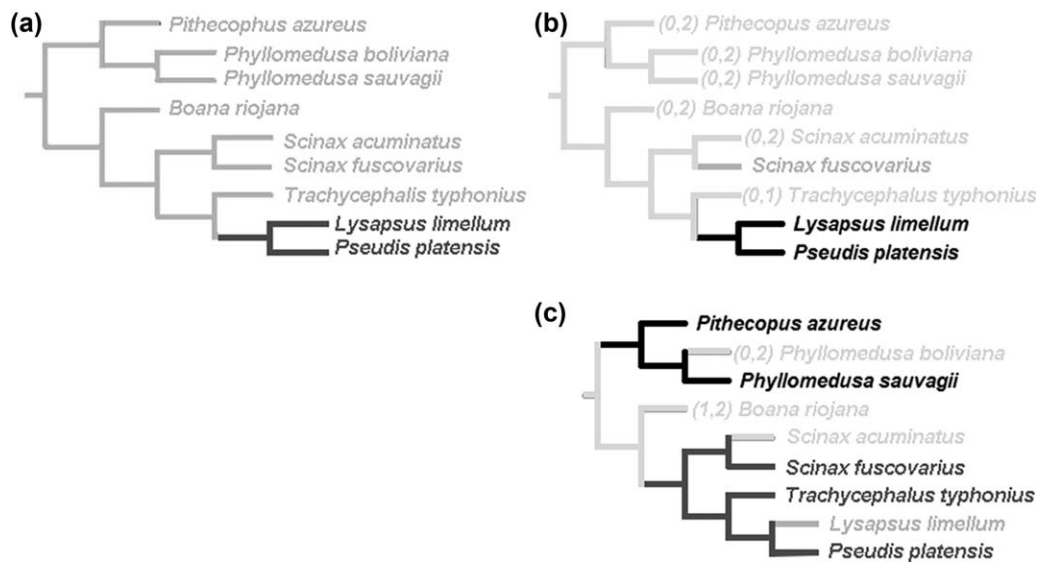 (a)
Pithecophus azureus
Phyllomedusa boliviana
Phyllomedusa sauvagii
Boana riojana
Scinax acuminatus
Scinax fuscovarius
Trachycephalis typhonius
Lysapsus limellum
Pseudis platensis
(b)
(0,2) Pithecopus azureus
(0,2) Phyllomedusa boliviana
(0,2) Phyllomedusa sauvagii
(0,2) Boana riojana
(0,2) Scinax acuminatus
Scinax fuscovarius
(0,1) Trachycephalus typhonius
Lysapsus limellum
Pseudis platensis
(c)
Pithecopus azureus
(0,2) Phyllomedusa boliviana
Phyllomedusa sauvagii
(1,2) Boana riojana
Scinax acuminatus
Scinax fuscovarius
Trachycephalus typhonius
Lysapsus limellum
Pseudis platensis